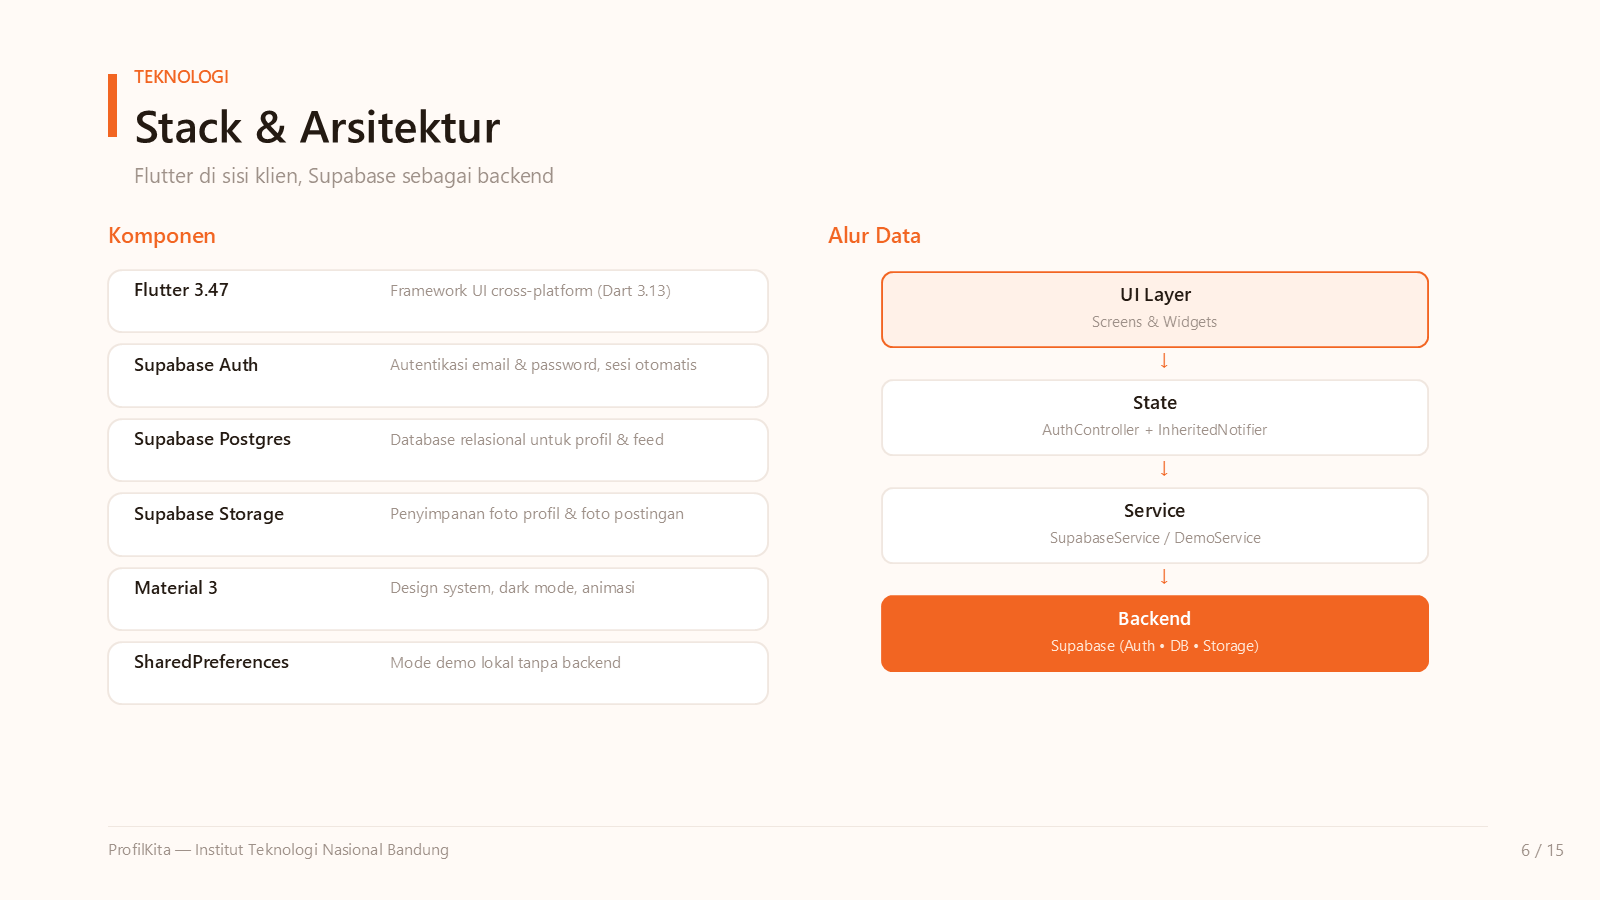 TEKNOLOGI
Stack & Arsitektur
Flutter di sisi klien, Supabase sebagai backend
Komponen
Flutter 3.47 Framework UI cross-platform (Dart 3.13)
Supabase Auth Autentikasi email & password, sesi otomatis
Supabase Postgres Database relasional untuk profil & feed
Supabase Storage Penyimpanan foto profil & foto postingan
Material 3 Design system, dark mode, animasi
SharedPreferences Mode demo lokal tanpa backend
Alur Data
UI Layer
Screens & Widgets
↓
State
AuthController + InheritedNotifier
↓
Service
SupabaseService / DemoService
↓
Backend
Supabase (Auth • DB • Storage)
ProfilKita — Institut Teknologi Nasional Bandung
6 / 15